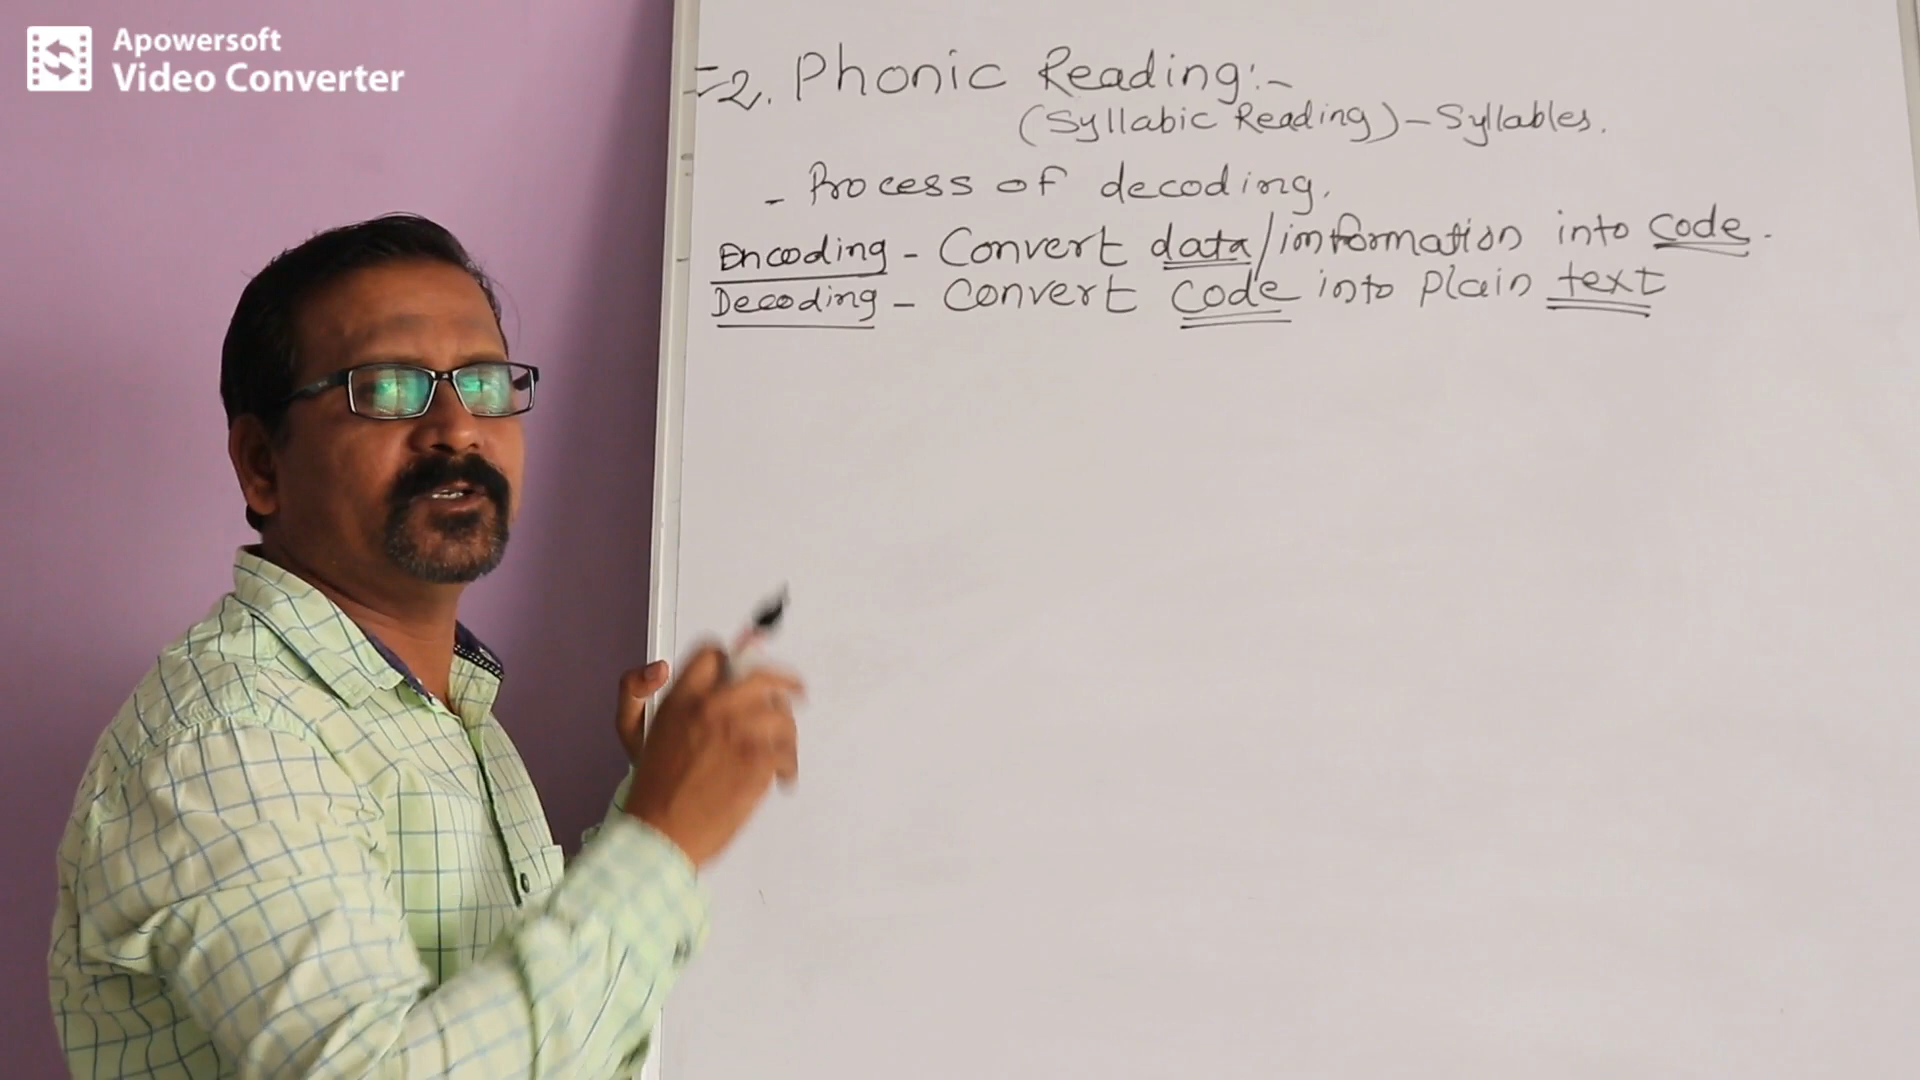 Apowersoft
Video Converter
2. Phonic Reading:-
(Syllabic Reading) - Syllables.
- Process of decoding.
Encoding - Convert data/information into code.
Decoding - Convert code into plain text